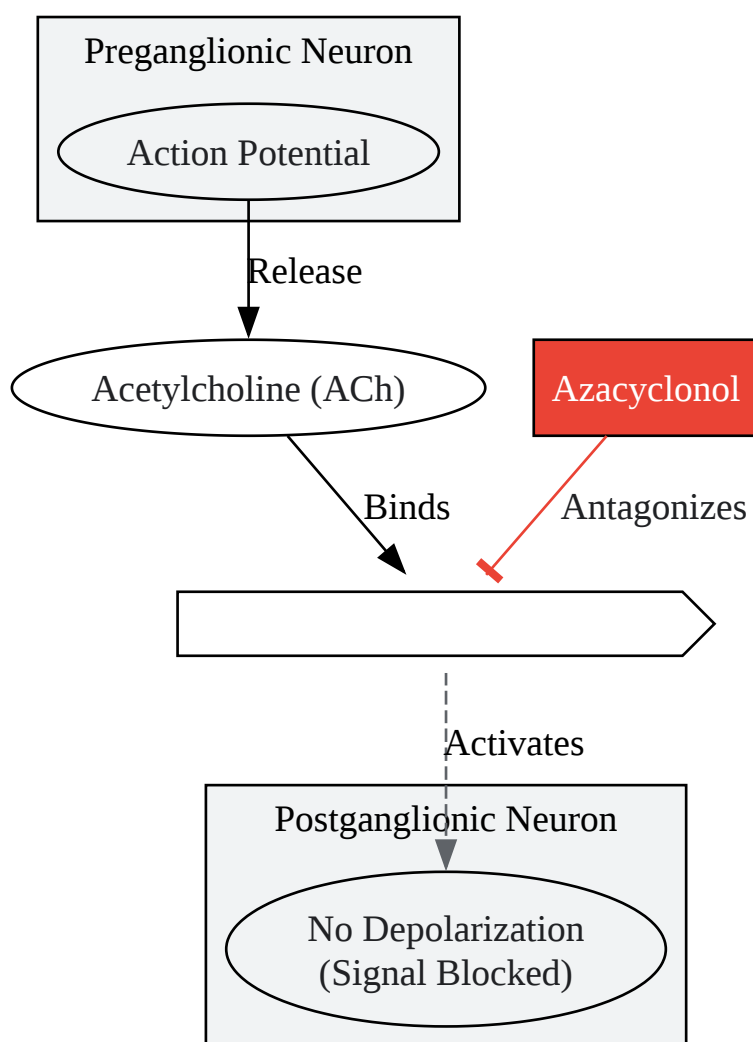 Preganglionic Neuron
Action Potential
Release
Acetylcholine (ACh)
Azacyclonol
Binds
Antagonizes
Activates
Postganglionic Neuron
No Depolarization
(Signal Blocked)